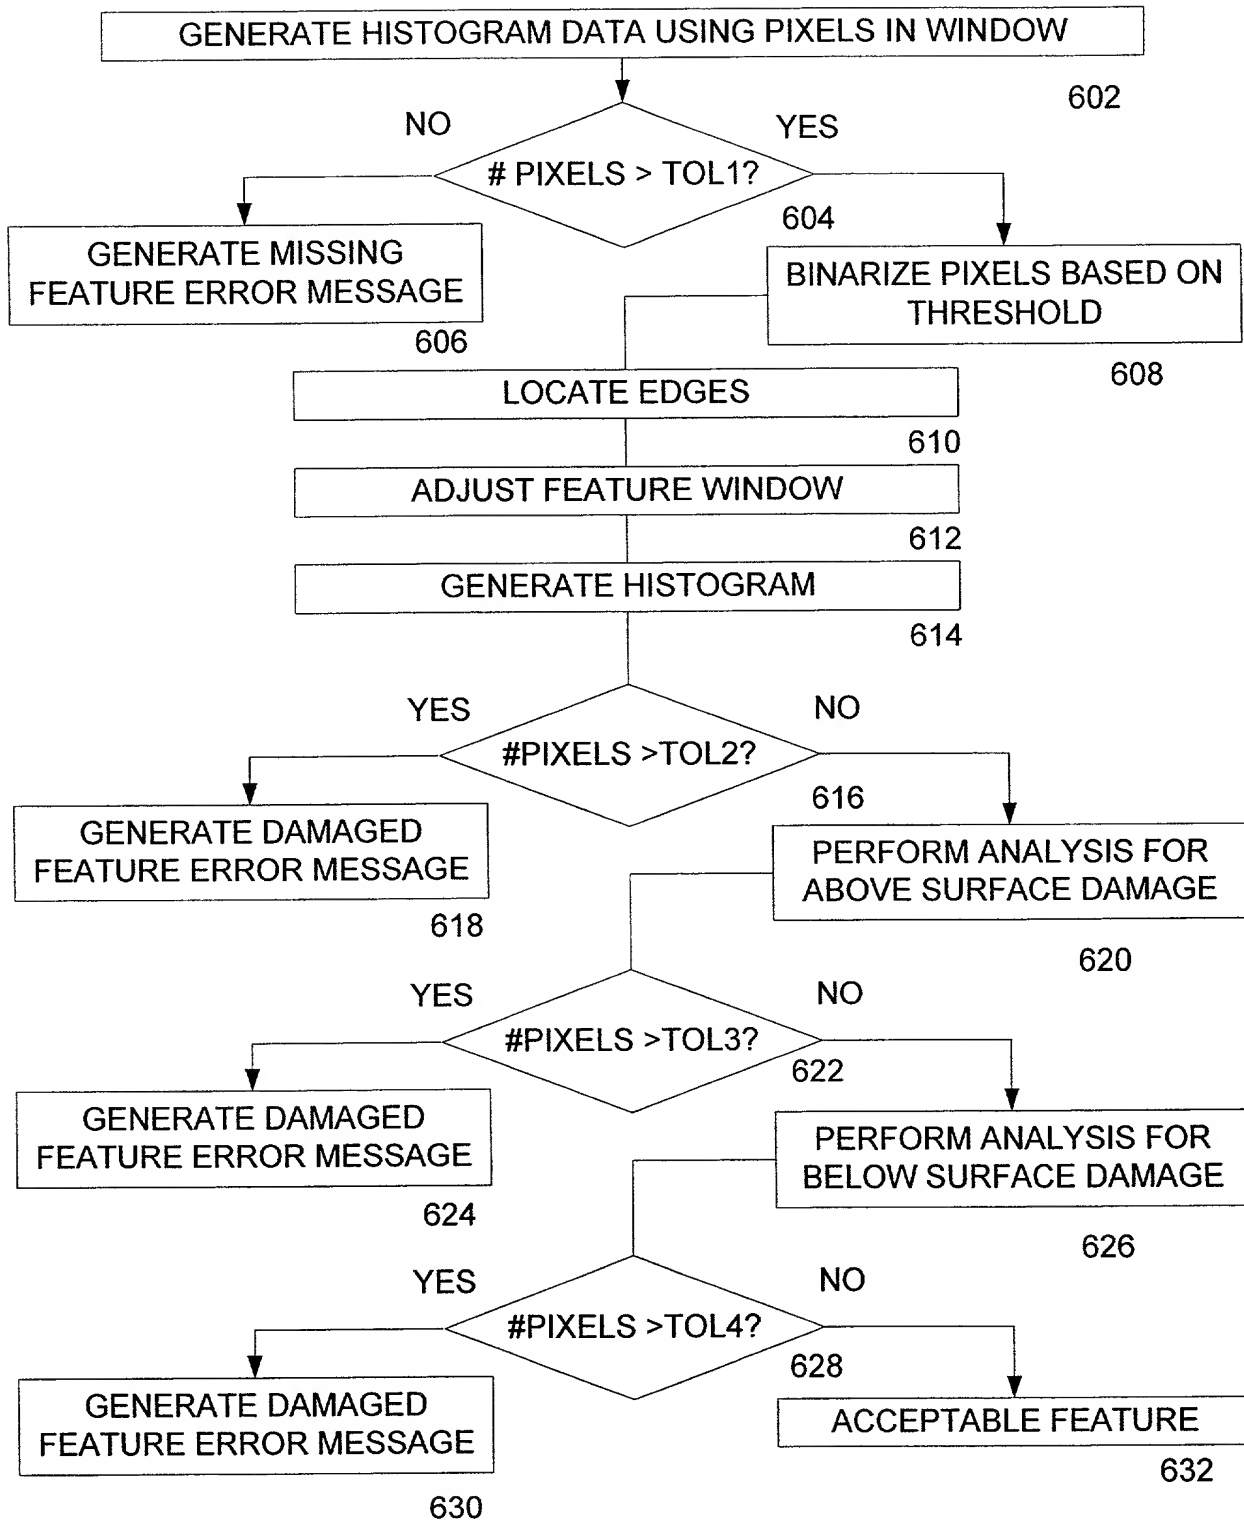 GENERATE HISTOGRAM DATA USING PIXELS IN WINDOW
602
NO
YES
# PIXELS > TOL1?
604
GENERATE MISSING
FEATURE ERROR MESSAGE
606
BINARIZE PIXELS BASED ON
THRESHOLD
608
LOCATE EDGES
610
ADJUST FEATURE WINDOW
612
GENERATE HISTOGRAM
614
YES
NO
#PIXELS >TOL2?
616
GENERATE DAMAGED
FEATURE ERROR MESSAGE
618
PERFORM ANALYSIS FOR
ABOVE SURFACE DAMAGE
620
YES
NO
#PIXELS >TOL3?
622
GENERATE DAMAGED
FEATURE ERROR MESSAGE
624
PERFORM ANALYSIS FOR
BELOW SURFACE DAMAGE
626
YES
NO
#PIXELS >TOL4?
628
GENERATE DAMAGED
FEATURE ERROR MESSAGE
630
ACCEPTABLE FEATURE
632